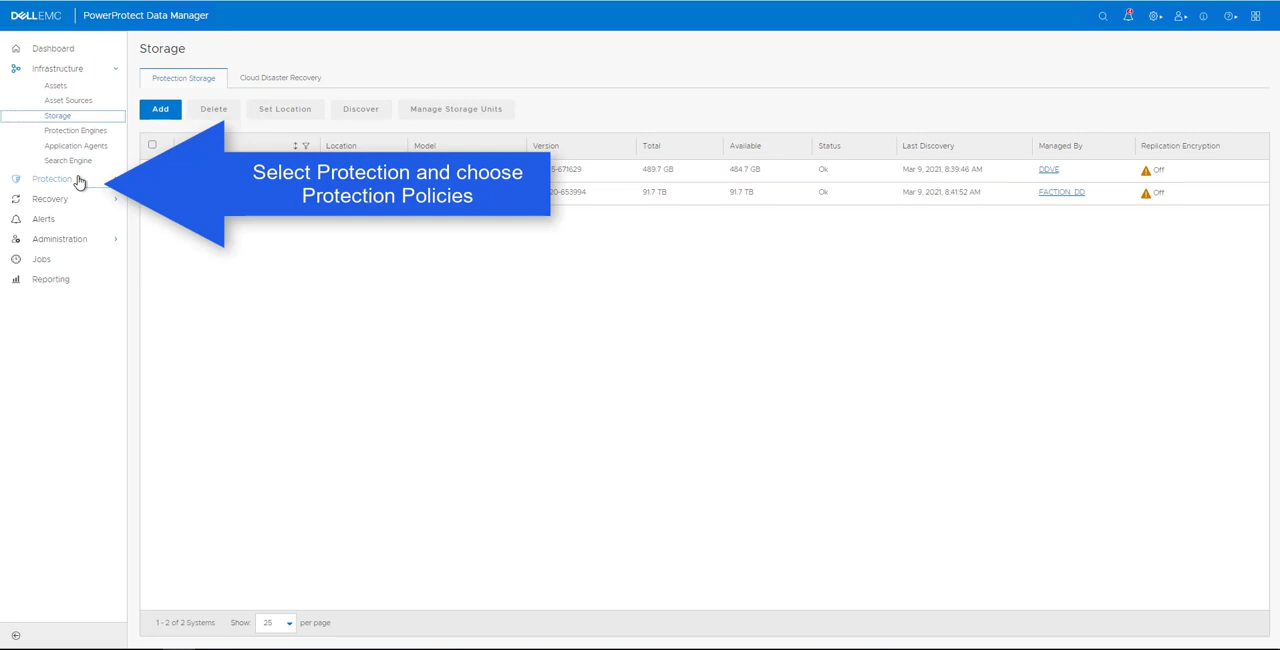 DELLEMC PowerProtect Data Manager
Dashboard
Infrastructure
Assets
Asset Sources
Storage
Protection Engines
Application Agents
Search Engine
Protection
Recovery
Alerts
Administration
Jobs
Reporting
Storage
Protection Storage Cloud Disaster Recovery
Add Delete Set Location Discover Manage Storage Units
Location Model Version Total Available Status Last Discovery Managed By Replication Encryption
5-671629 489.7 GB 484.7 GB Ok Mar 9, 2021, 8:39:46 AM DDVE Off
20-653994 91.7 TB 91.7 TB Ok Mar 9, 2021, 8:41:52 AM FACTION_DD Off
Select Protection and choose
Protection Policies
1 - 2 of 2 Systems Show: 25 per page